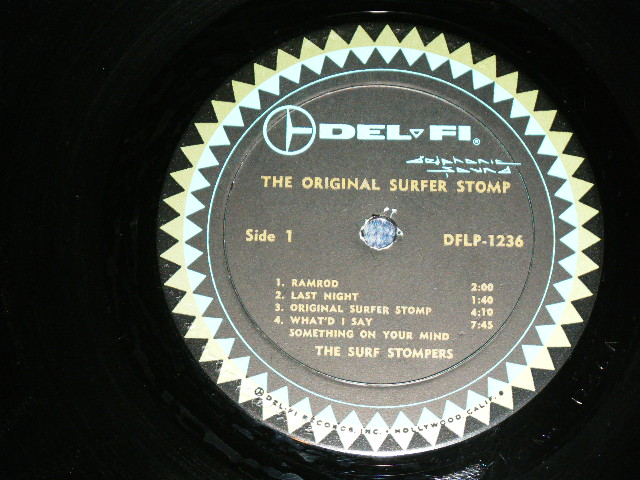 DEL-FI®
delphonic
sound
THE ORIGINAL SURFER STOMP
Side 1 DFLP-1236
1. RAMROD 2:00
2. LAST NIGHT 1:40
3. ORIGINAL SURFER STOMP 4:10
4. WHAT'D I SAY 7:45
SOMETHING ON YOUR MIND
THE SURF STOMPERS
DEL-FI RECORDS, INC. • HOLLYWOOD CALIF.